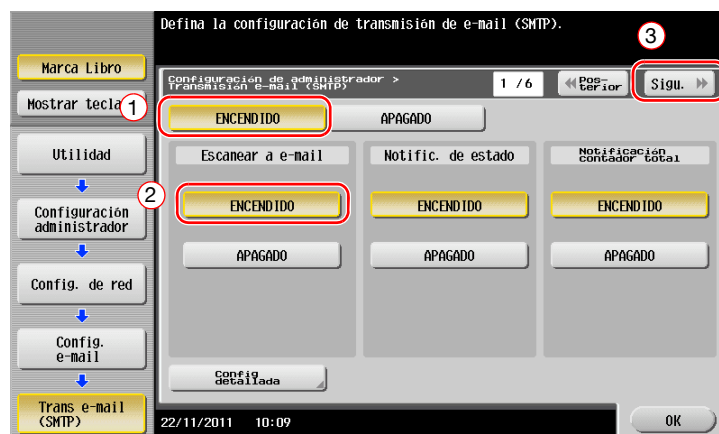 Defina la configuración de transmisión de e-mail (SMTP).
3
Marca Libro
Configuración de administrador >
Transmisión e-mail (SMTP)
1 /6
Pos-
terior
Sigu.
Mostrar tecla
1
ENCENDIDO
APAGADO
Utilidad
Escanear a e-mail
Notific. de estado
Notificación
contador total
2
Configuración
administrador
ENCENDIDO
ENCENDIDO
ENCENDIDO
APAGADO
APAGADO
APAGADO
Config. de red
Config.
e-mail
Config
detallada
Trans e-mail
(SMTP)
22/11/2011 10:09
OK